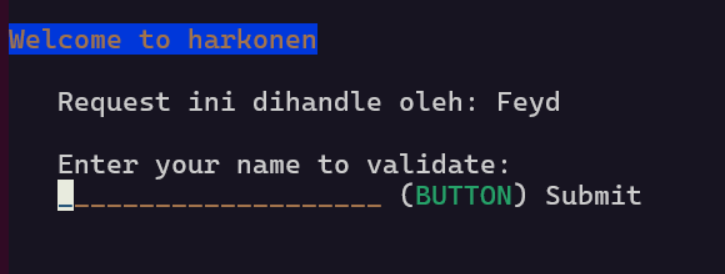 Welcome to harkonen
Request ini dihandle oleh: Feyd
Enter your name to validate:
____________________ (BUTTON) Submit